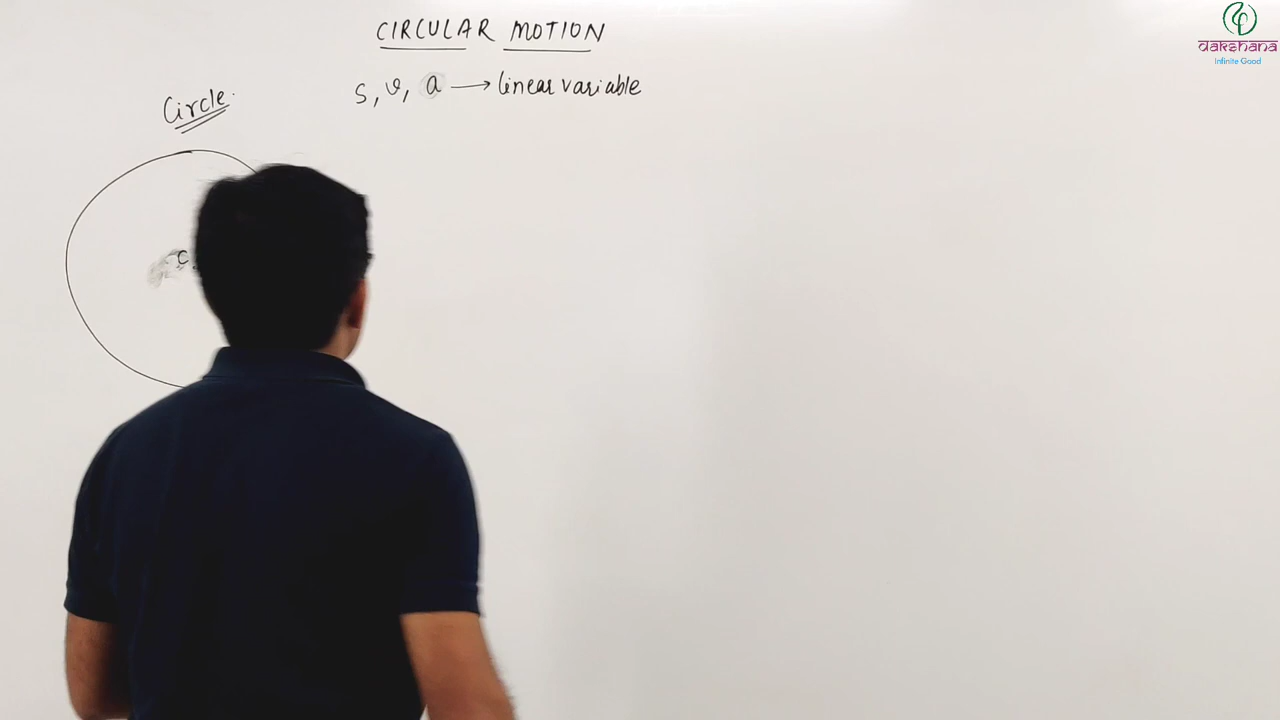 CIRCULAR MOTION
s, v, a → linear variable
Circle.
C
dakshana
Infinite Good